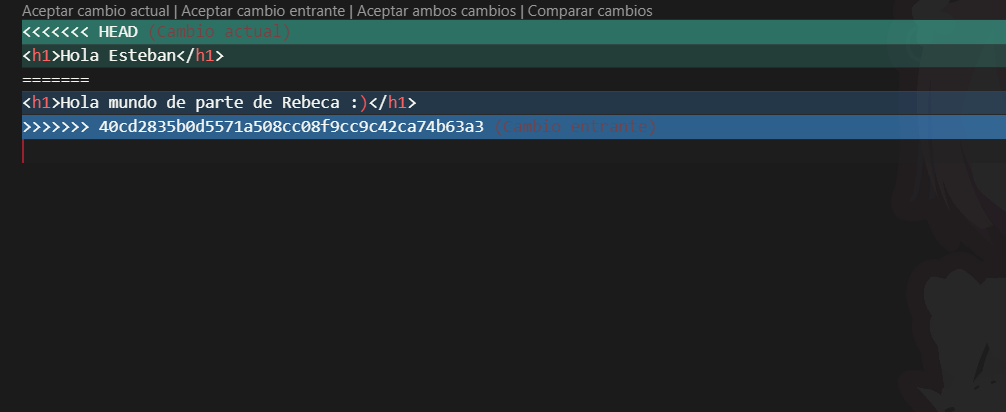 Aceptar cambio actual | Aceptar cambio entrante | Aceptar ambos cambios | Comparar cambios
<<<<<<< HEAD (Cambio actual)
<h1>Hola Esteban</h1>
=======
<h1>Hola mundo de parte de Rebeca :)</h1>
>>>>>>> 40cd2835b0d5571a508cc08f9cc9c42ca74b63a3 (Cambio entrante)